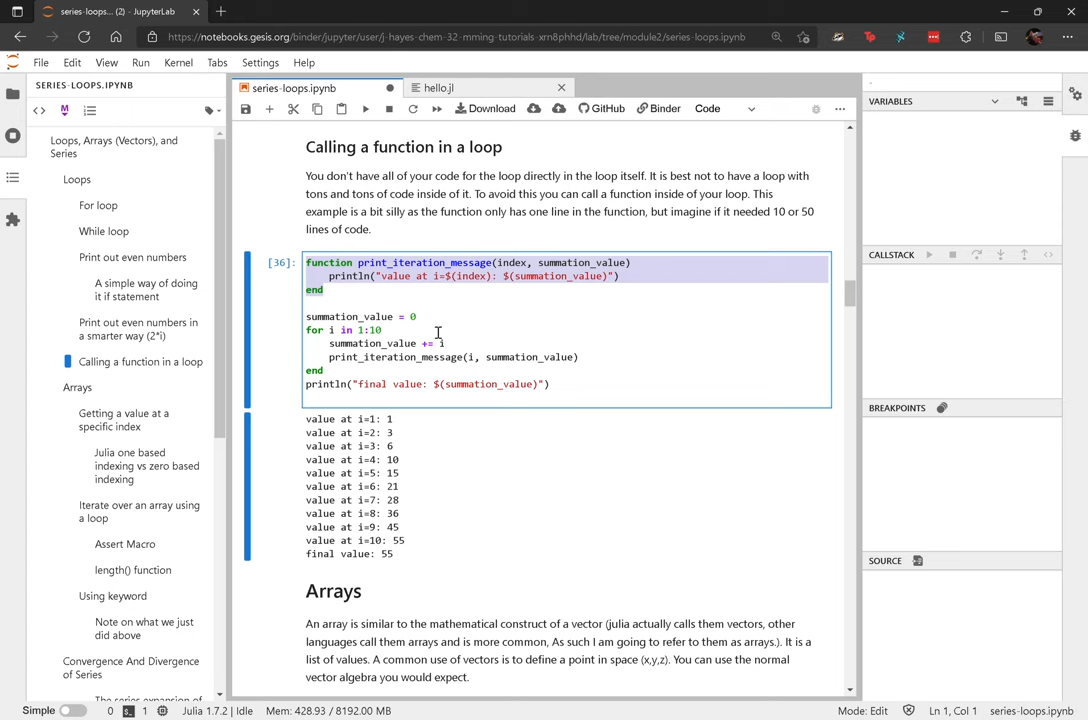 series-loops... (2) - JupyterLab
https://notebooks.gesis.org/binder/jupyter/user/j-hayes-chem-32-mming-tutorials-xrn8phhd/lab/tree/module2/series-loops.ipynb
File Edit View Run Kernel Tabs Settings Help
SERIES-LOOPS.IPYNB
Loops, Arrays (Vectors), and
Series
Loops
For loop
While loop
Print out even numbers
A simple way of doing
it if statement
Print out even numbers in
a smarter way (2*i)
Calling a function in a loop
Arrays
Getting a value at a
specific index
Julia one based
indexing vs zero based
indexing
Iterate over an array using
a loop
Assert Macro
length() function
Using keyword
Note on what we just
did above
Convergence And Divergence
of Series
The series expansion of
series-loops.ipynb
hello.jl
Download GitHub Binder Code
Calling a function in a loop
You don't have all of your code for the loop directly in the loop itself. It is best not to have a loop with
tons and tons of code inside of it. To avoid this you can call a function inside of your loop. This
example is a bit silly as the function only has one line in the function, but imagine if it needed 10 or 50
lines of code.
[36]: function print_iteration_message(index, summation_value)
println("value at i=$(index): $(summation_value)")
end
summation_value = 0
for i in 1:10
summation_value += i
print_iteration_message(i, summation_value)
end
println("final value: $(summation_value)")
value at i=1: 1
value at i=2: 3
value at i=3: 6
value at i=4: 10
value at i=5: 15
value at i=6: 21
value at i=7: 28
value at i=8: 36
value at i=9: 45
value at i=10: 55
final value: 55
Arrays
An array is similar to the mathematical construct of a vector (julia actually calls them vectors, other
languages call them arrays and is more common, As such I am going to refer to them as arrays.). It is a
list of values. A common use of vectors is to define a point in space (x,y,z). You can use the normal
vector algebra you would expect.
VARIABLES
CALLSTACK
BREAKPOINTS
SOURCE
Simple 0 1 Julia 1.7.2 | Idle Mem: 428.93 / 8192.00 MB Mode: Edit Ln 1, Col 1 series-loops.ipynb